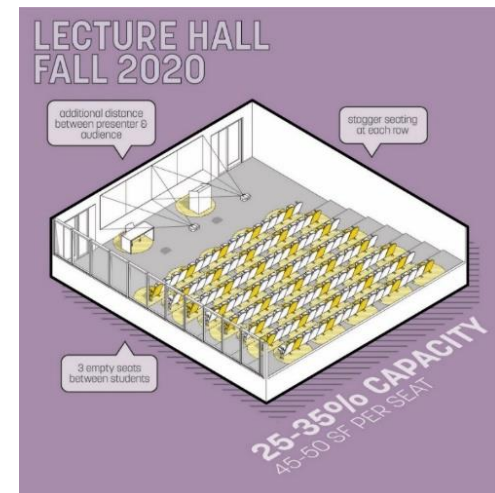 LECTURE HALL
FALL 2020
additional distance
between presenter &
audience
stagger seating
at each row
3 empty seats
between students
25-35% CAPACITY
45-50 SF PER SEAT